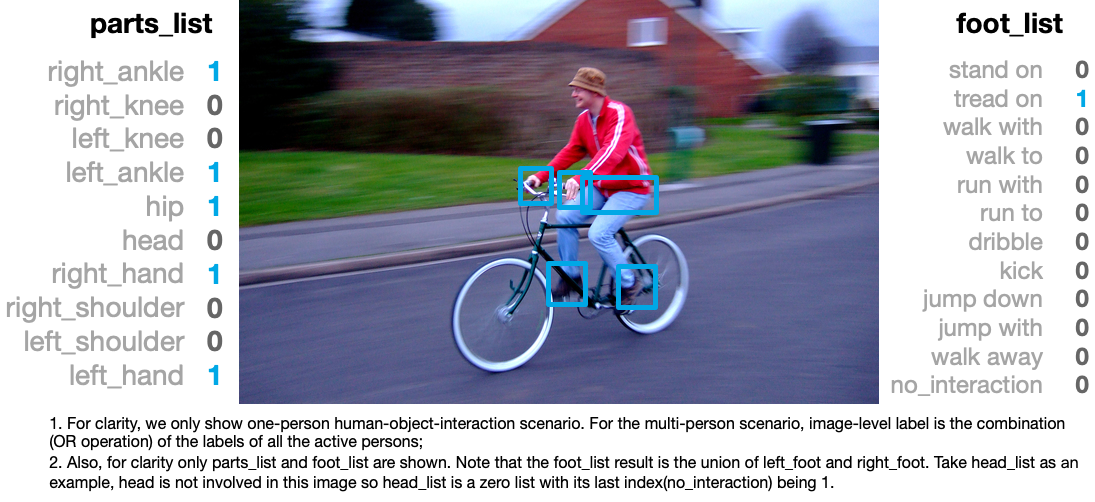 parts_list
right_ankle 1
right_knee 0
left_knee 0
left_ankle 1
hip 1
head 0
right_hand 1
right_shoulder 0
left_shoulder 0
left_hand 1
foot_list
stand on 0
tread on 1
walk with 0
walk to 0
run with 0
run to 0
dribble 0
kick 0
jump down 0
jump with 0
walk away 0
no_interaction 0
1. For clarity, we only show one-person human-object-interaction scenario. For the multi-person scenario, image-level label is the combination
(OR operation) of the labels of all the active persons;
2. Also, for clarity only parts_list and foot_list are shown. Note that the foot_list result is the union of left_foot and right_foot. Take head_list as an
example, head is not involved in this image so head_list is a zero list with its last index(no_interaction) being 1.